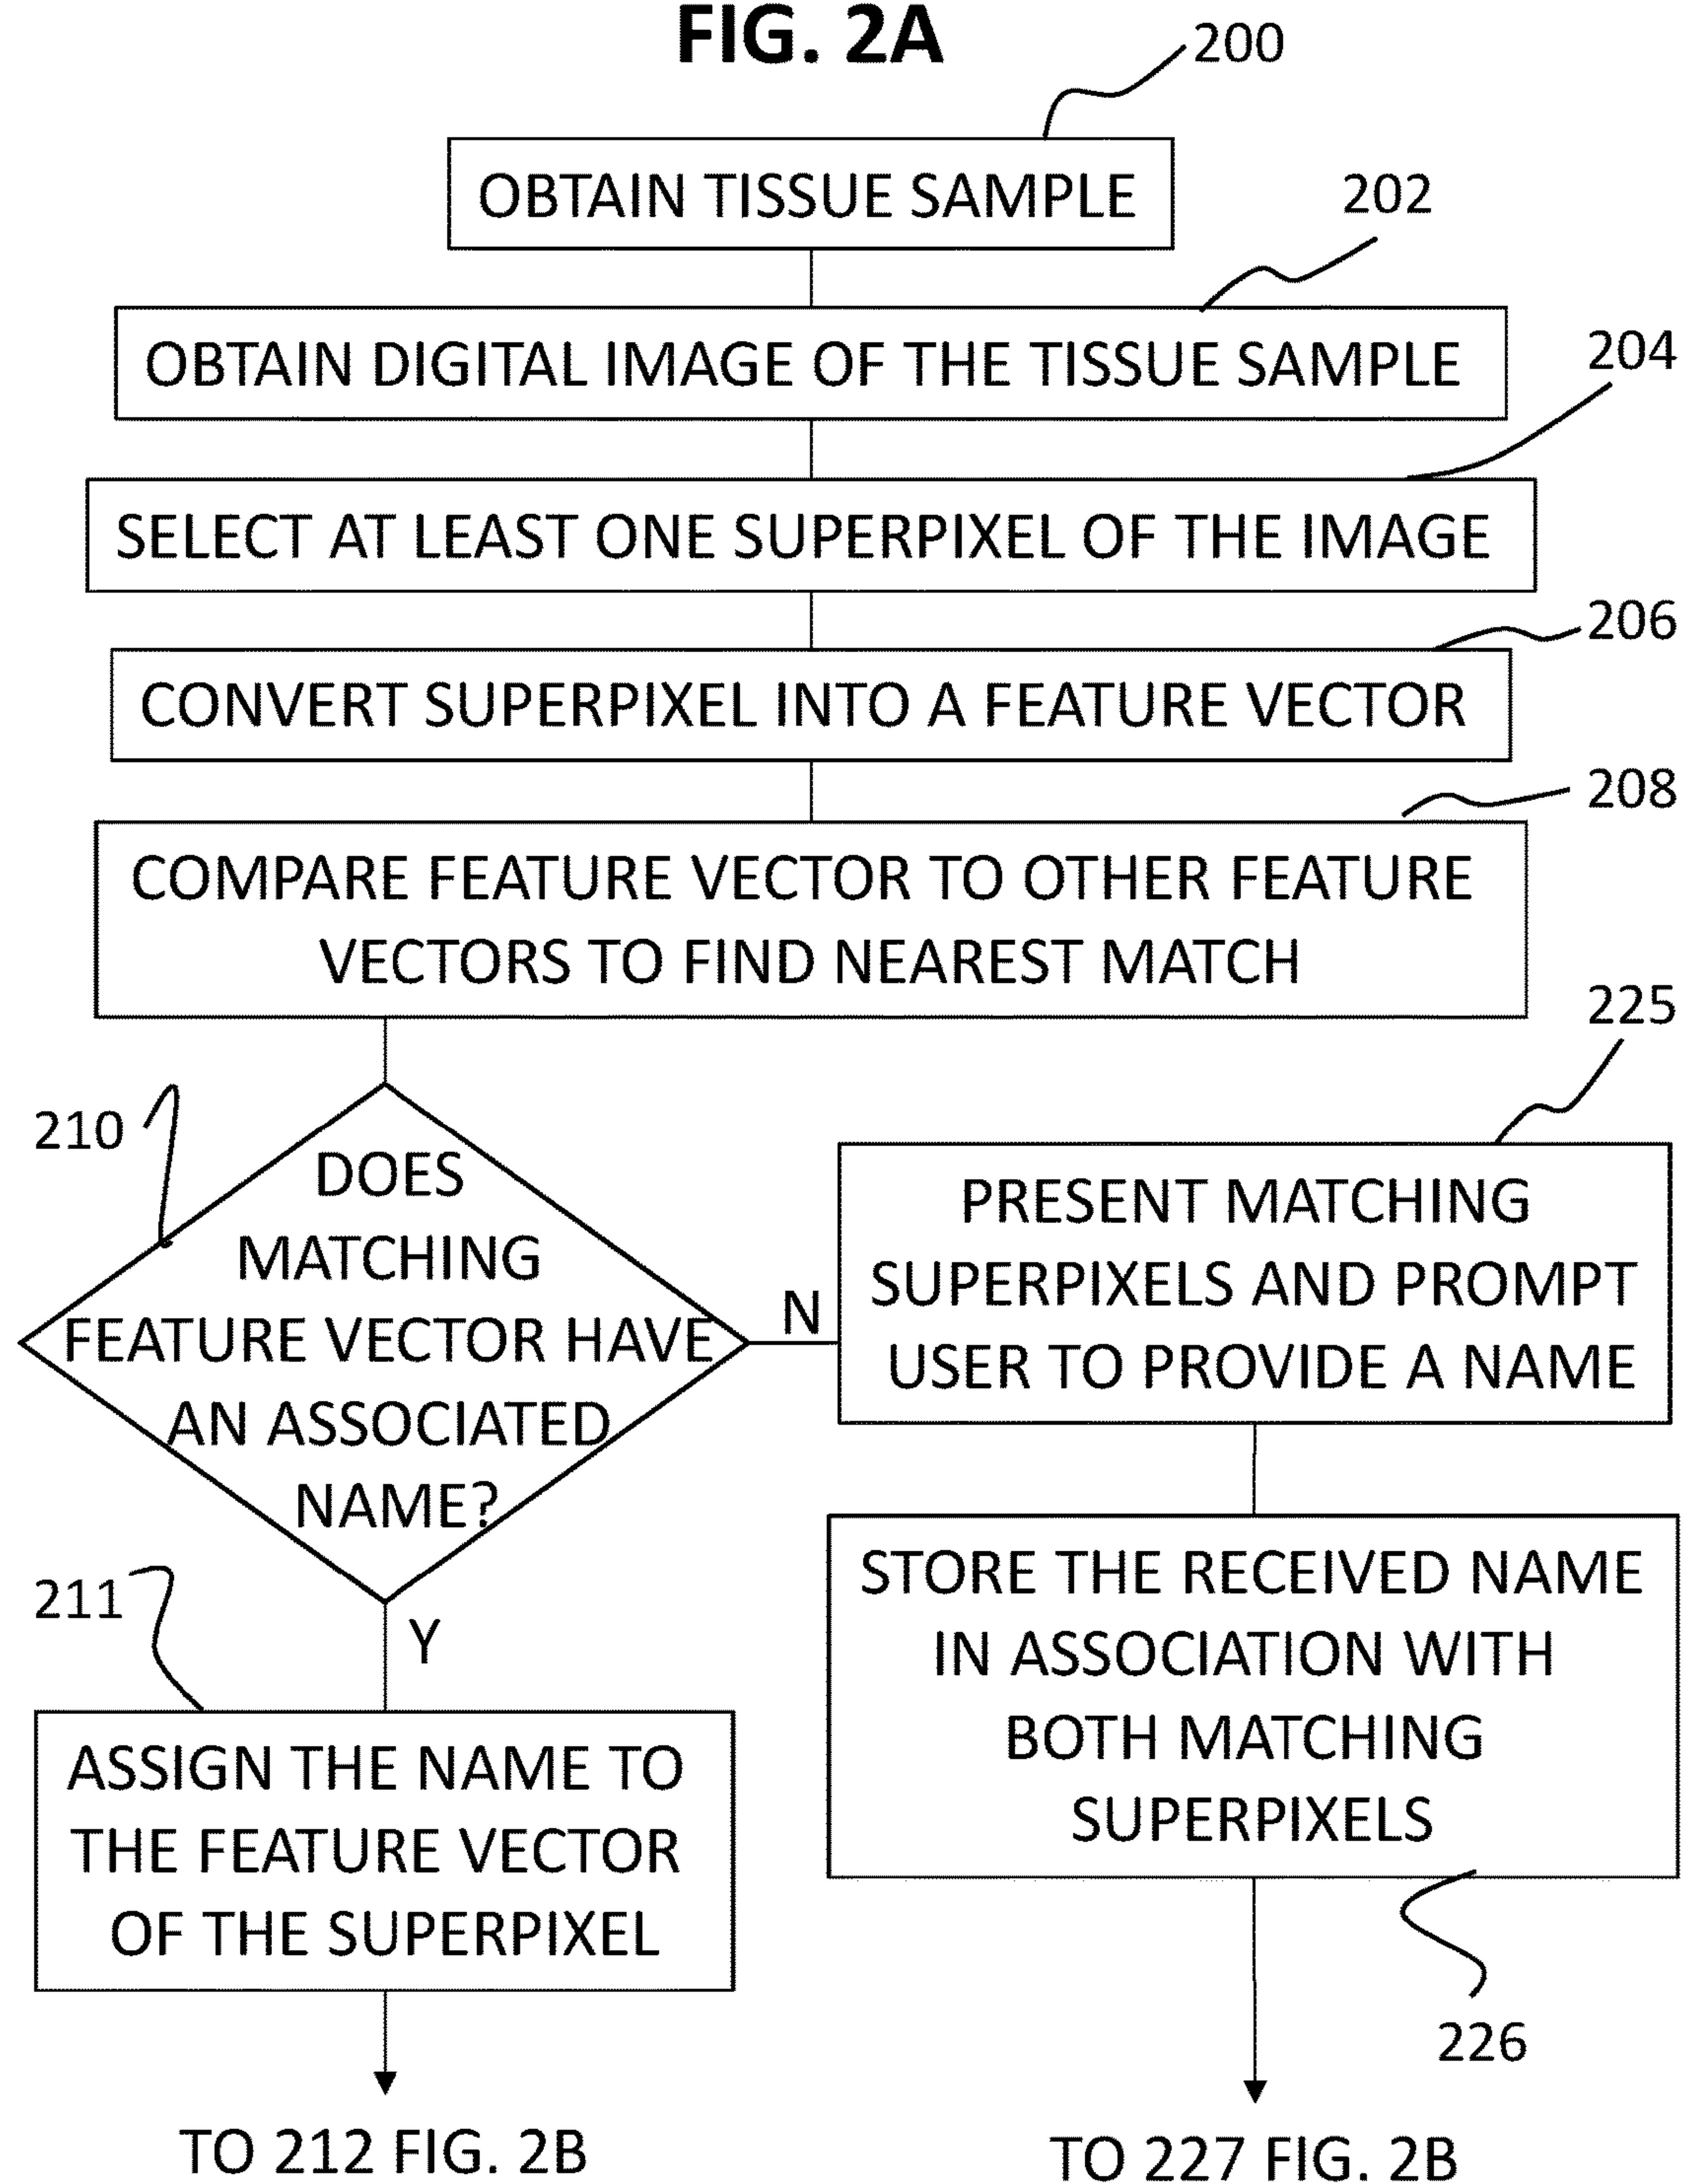 FIG. 2A
200
OBTAIN TISSUE SAMPLE
202
OBTAIN DIGITAL IMAGE OF THE TISSUE SAMPLE
204
SELECT AT LEAST ONE SUPERPIXEL OF THE IMAGE
206
CONVERT SUPERPIXEL INTO A FEATURE VECTOR
208
COMPARE FEATURE VECTOR TO OTHER FEATURE
VECTORS TO FIND NEAREST MATCH
210
DOES
MATCHING
FEATURE VECTOR HAVE
AN ASSOCIATED
NAME?
N
225
PRESENT MATCHING
SUPERPIXELS AND PROMPT
USER TO PROVIDE A NAME
Y
211
ASSIGN THE NAME TO
THE FEATURE VECTOR
OF THE SUPERPIXEL
STORE THE RECEIVED NAME
IN ASSOCIATION WITH
BOTH MATCHING
SUPERPIXELS
226
TO 212 FIG. 2B
TO 227 FIG. 2B